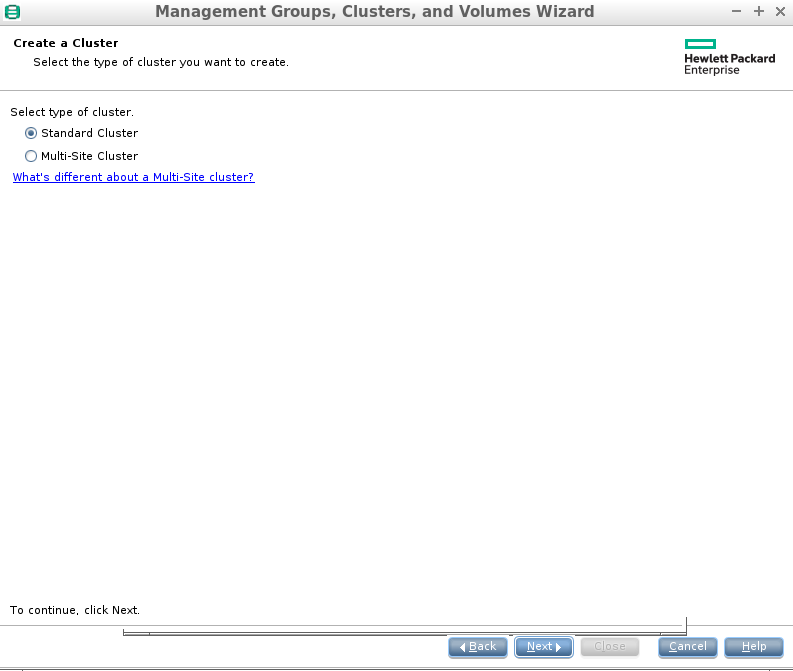 Management Groups, Clusters, and Volumes Wizard
Create a Cluster
Select the type of cluster you want to create.
Hewlett Packard
Enterprise
Select type of cluster.
Standard Cluster
Multi-Site Cluster
What's different about a Multi-Site cluster?
To continue, click Next.
Back Next Close Cancel Help